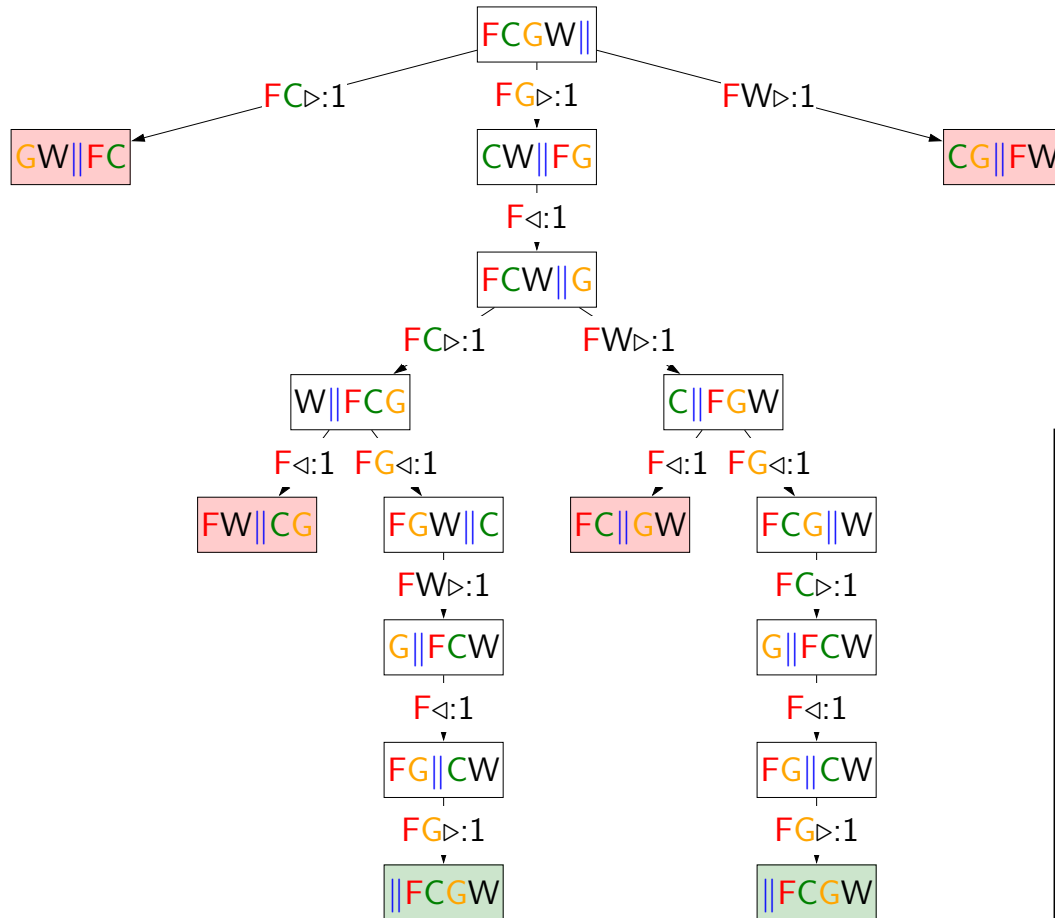 FCGW||
FC▷:1 FG▷:1 FW▷:1
GW||FC CW||FG CG||FW
F◁:1
FCW||G
FC▷:1 FW▷:1
W||FCG C||FGW
F◁:1 FG◁:1 F◁:1 FG◁:1
FW||CG FGW||C FC||GW FCG||W
FW▷:1 FC▷:1
G||FCW G||FCW
F◁:1 F◁:1
FG||CW FG||CW
FG▷:1 FG▷:1
||FCGW ||FCGW